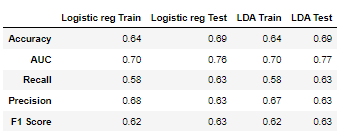 Logistic reg Train Logistic reg Test LDA Train LDA Test
Accuracy 0.64 0.69 0.64 0.69
AUC 0.70 0.76 0.70 0.77
Recall 0.58 0.63 0.58 0.63
Precision 0.68 0.63 0.67 0.63
F1 Score 0.62 0.63 0.62 0.63